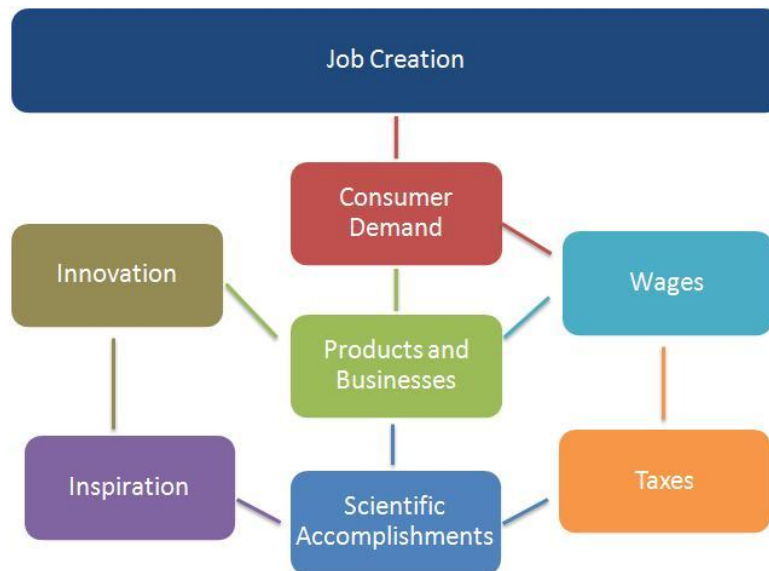 Job Creation
Consumer
Demand
Innovation
Wages
Products and
Businesses
Inspiration
Taxes
Scientific
Accomplishments